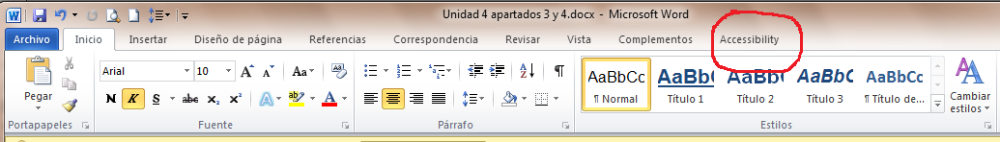 Unidad 4 apartados 3 y 4.docx - Microsoft Word
Archivo Inicio Insertar Diseño de página Referencias Correspondencia Revisar Vista Complementos Accessibility
Arial 10 A A Aa
AaBbCc AaBb( AaBbC AaBbC AaBbCc
Pegar
N K S abc x₂ x² A ab A
¶ Normal Título 1 Título 2 Título 3 ¶ Título de...
Cambiar
estilos
Portapapeles Fuente Párrafo Estilos